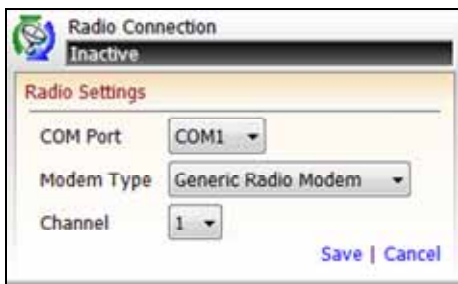 Radio Connection
Inactive
Radio Settings
COM Port COM1
Modem Type Generic Radio Modem
Channel 1
Save | Cancel